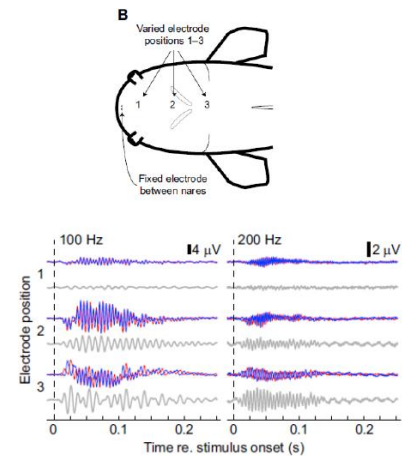 B
Varied electrode
positions 1–3
1 2 3
Fixed electrode
between nares
100 Hz
4 μV
200 Hz
2 μV
Electrode position
1
2
3
0 0.1 0.2 0 0.1 0.2
Time re. stimulus onset (s)